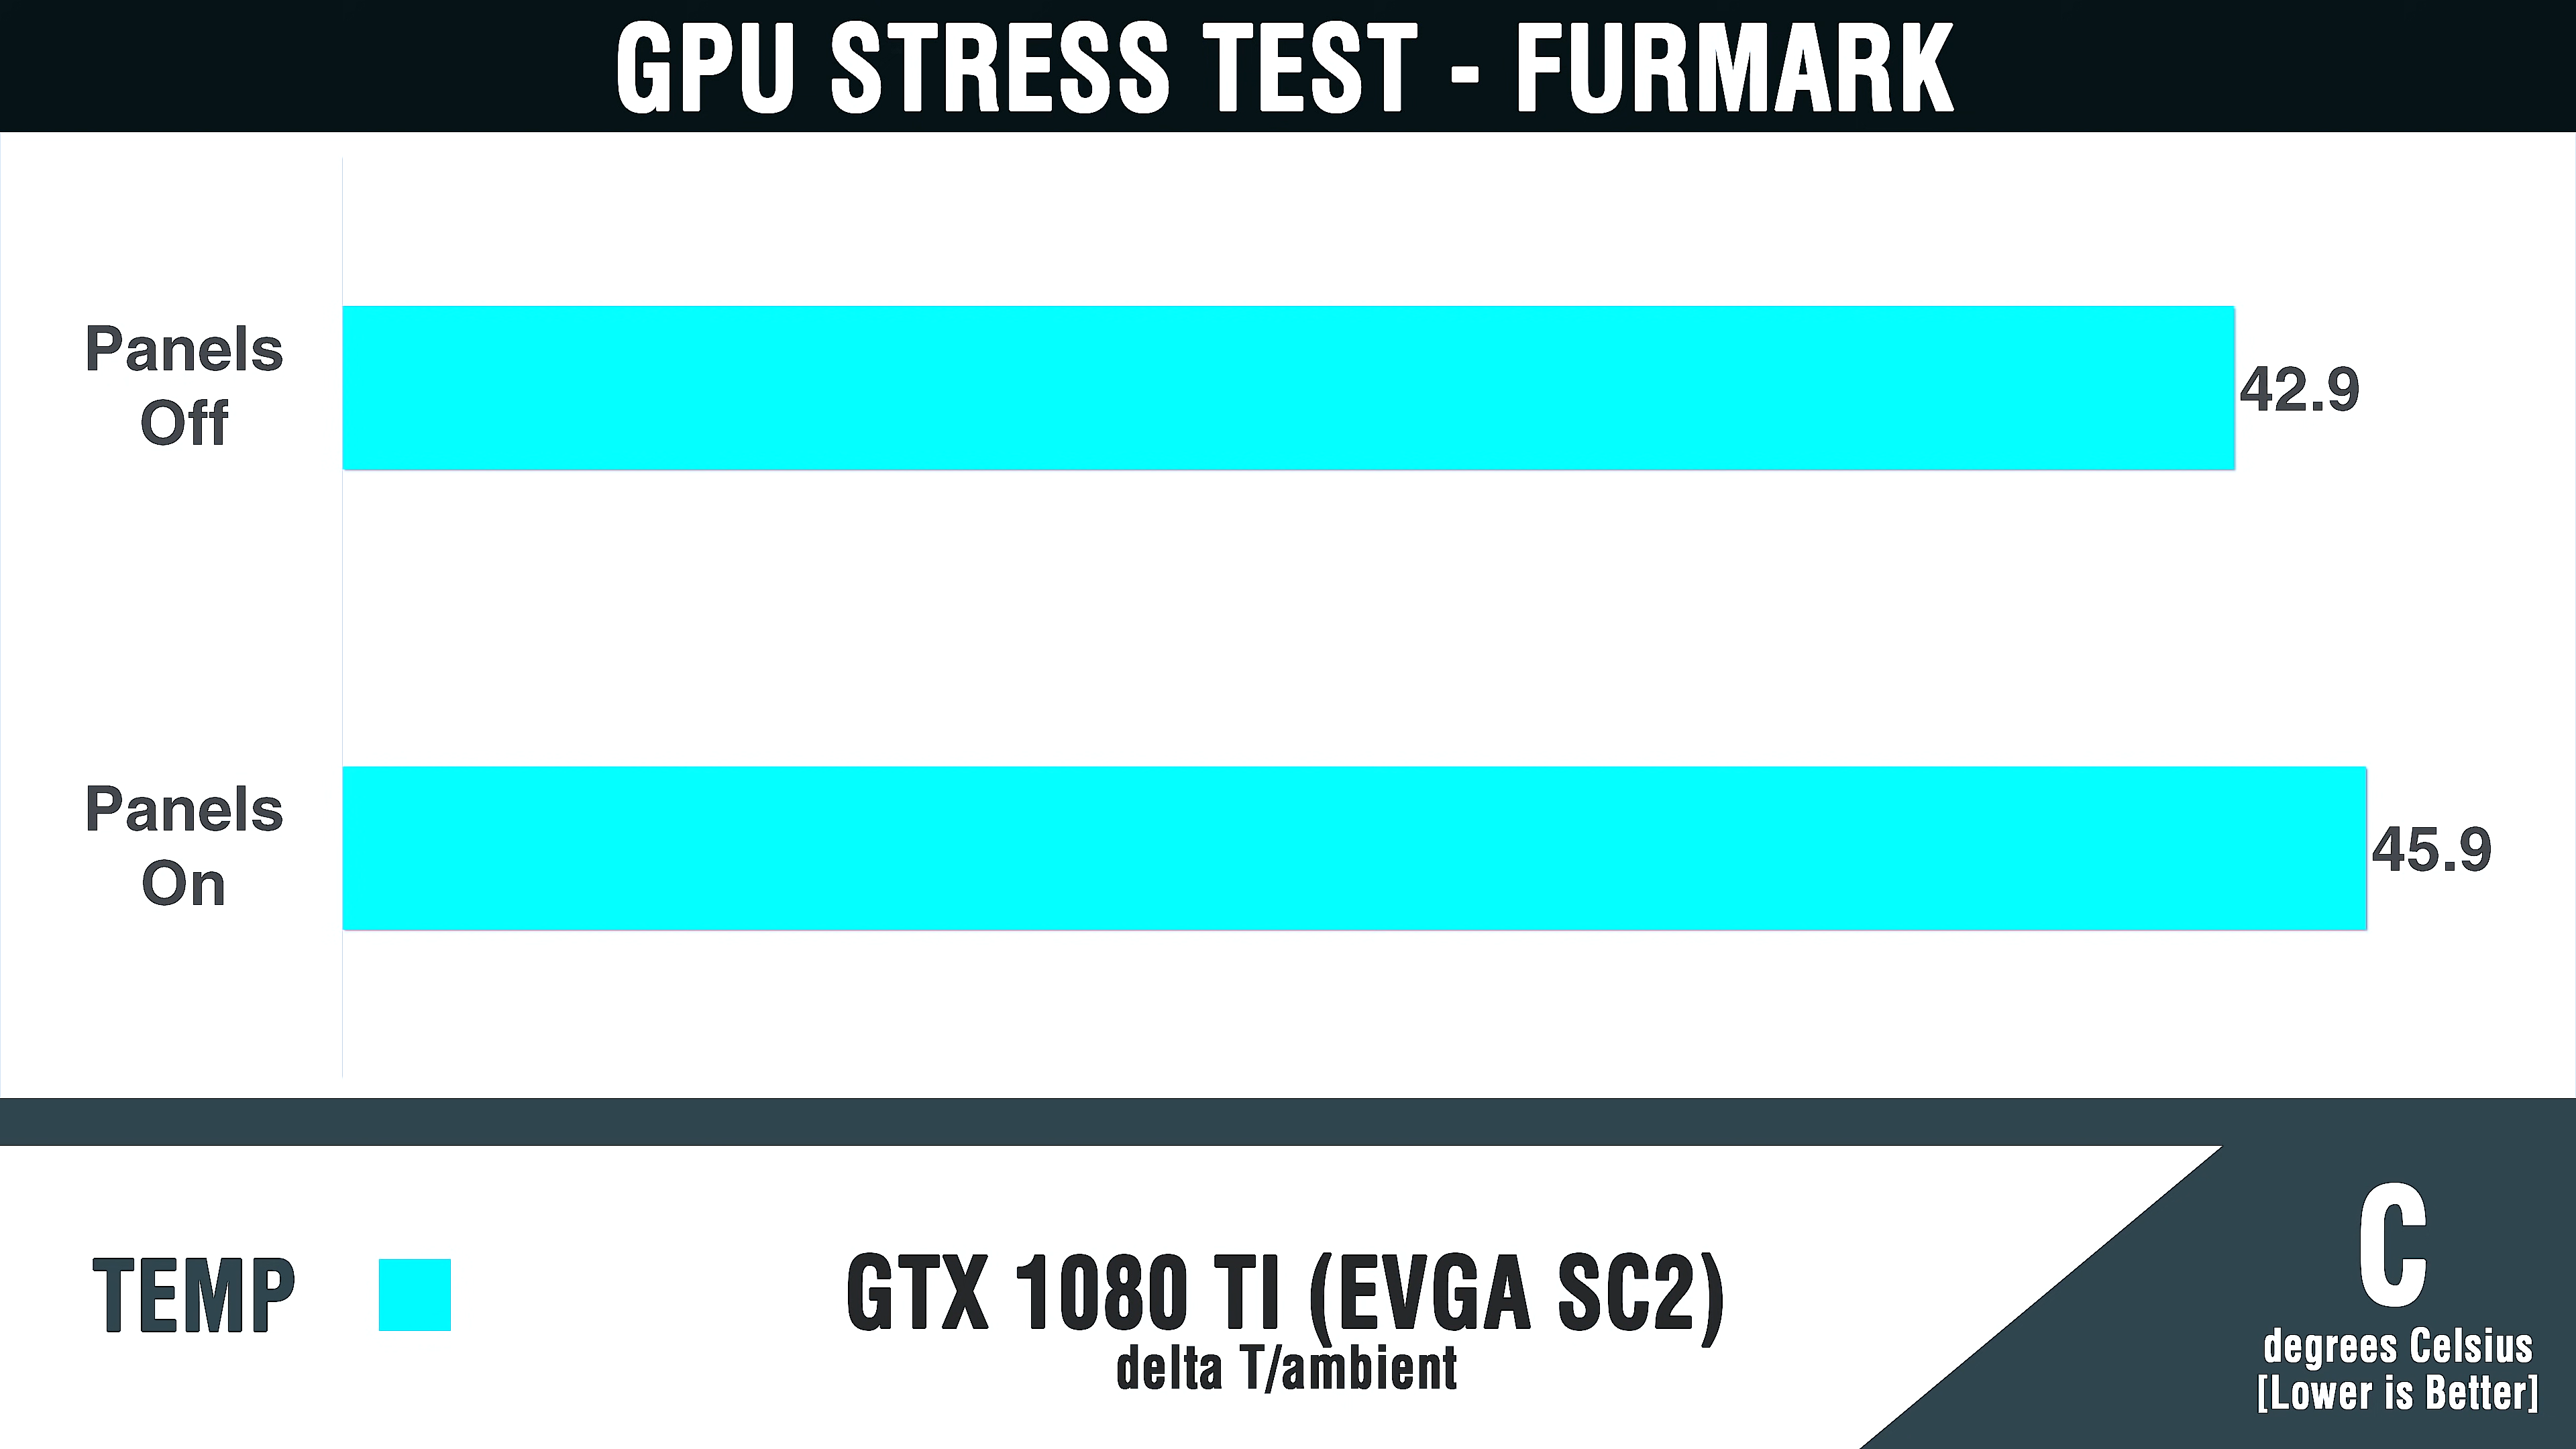 GPU STRESS TEST - FURMARK
Panels
Off
42.9
Panels
On
45.9
TEMP
GTX 1080 TI (EVGA SC2)
delta T/ambient
C
degrees Celsius
[Lower is Better]